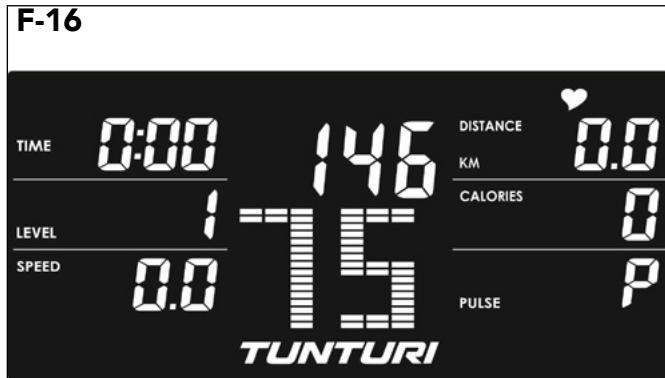 F-16
TIME 0:00
146
DISTANCE KM 0.0
LEVEL 1
75
CALORIES 0
SPEED 0.0
PULSE P
TUNTURI